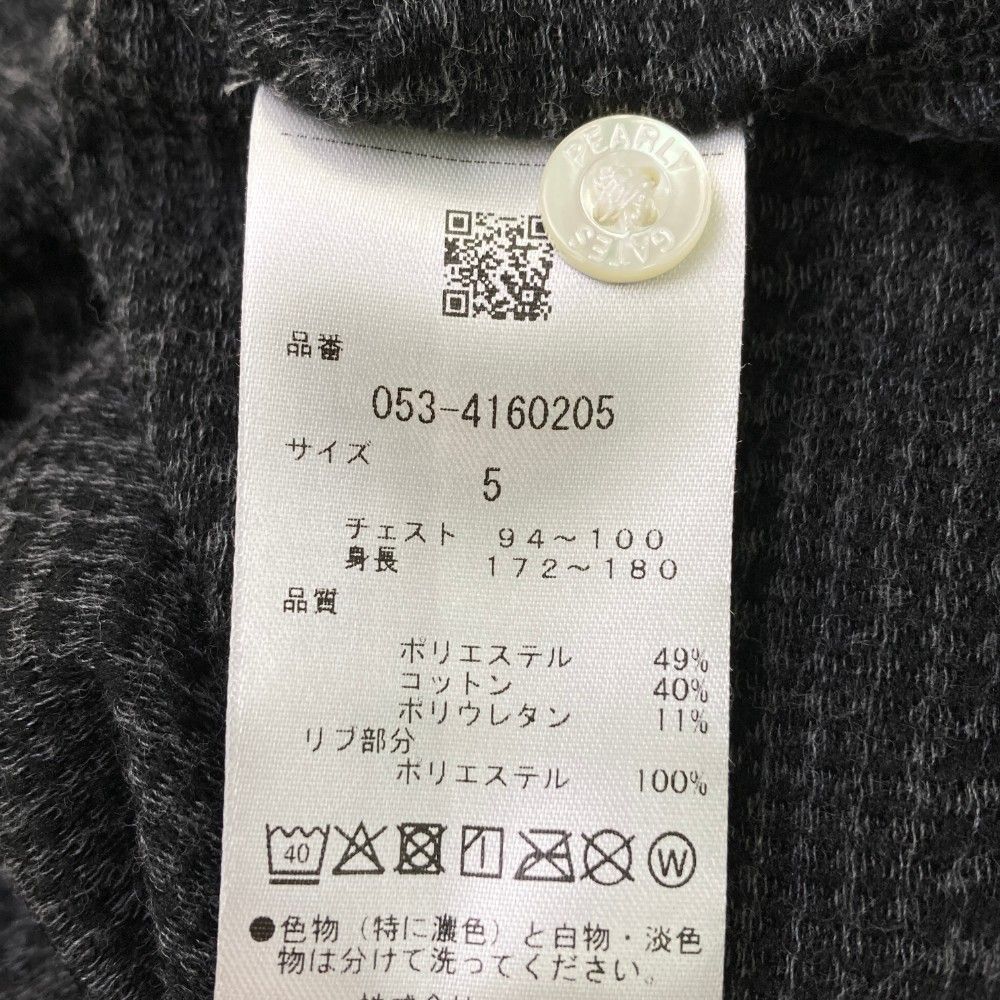 PEARLY
GATES
品番
053-4160205
サイズ
5
チェスト 94～100
身長 172～180
品質
ポリエステル 49%
コットン 40%
ポリウレタン 11%
リブ部分
ポリエステル 100%
40
W
●色物（特に濃色）と白物・淡色
物は分けて洗ってください。
株式会社